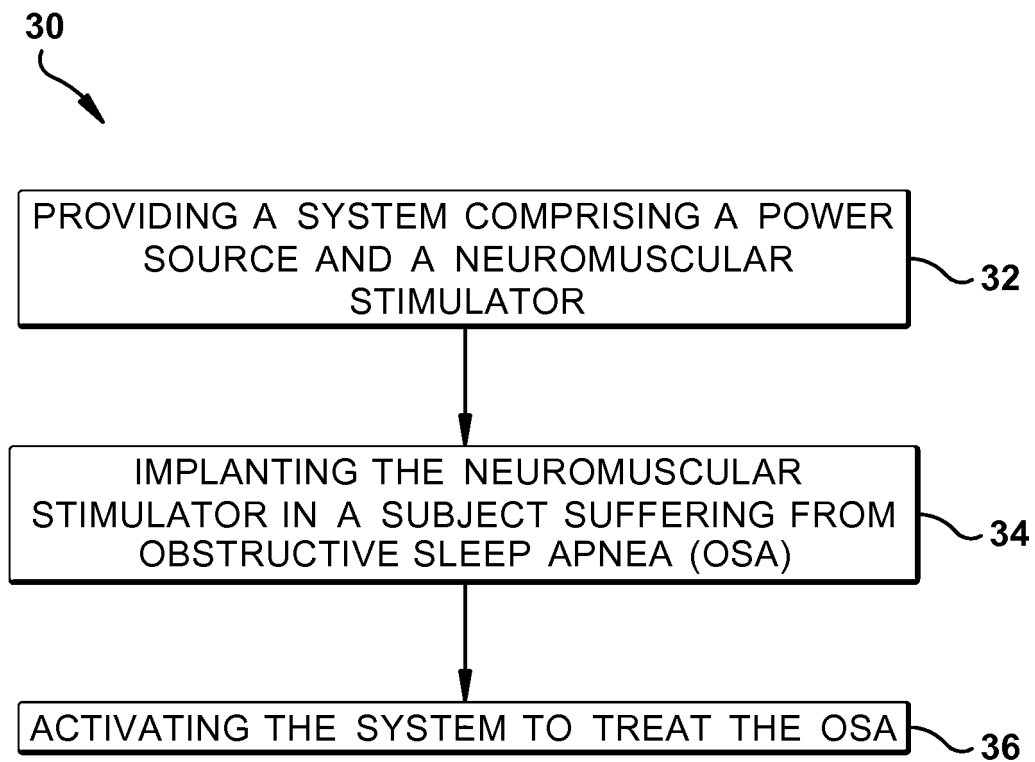 30
PROVIDING A SYSTEM COMPRISING A POWER
SOURCE AND A NEUROMUSCULAR
STIMULATOR
32
IMPLANTING THE NEUROMUSCULAR
STIMULATOR IN A SUBJECT SUFFERING FROM
OBSTRUCTIVE SLEEP APNEA (OSA)
34
ACTIVATING THE SYSTEM TO TREAT THE OSA
36